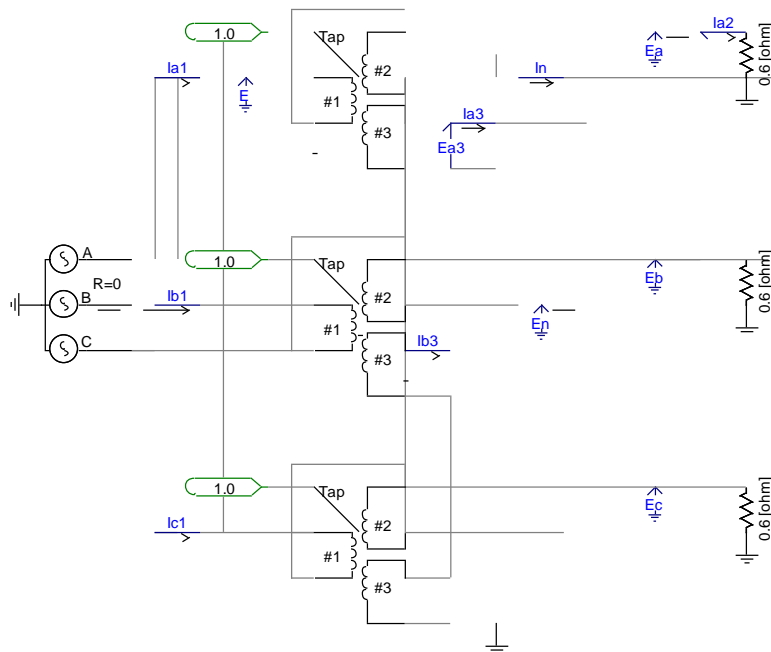 1.0
Tap
#2
#1
#3
Ia1
E
In
Ea
Ia2
Ia3
Ea3
0.6 [ohm]
A
R=0
B
C
1.0
Tap
#2
#1
#3
Ib1
Ib3
En
Eb
0.6 [ohm]
1.0
Tap
#2
#1
#3
Ic1
Ec
0.6 [ohm]